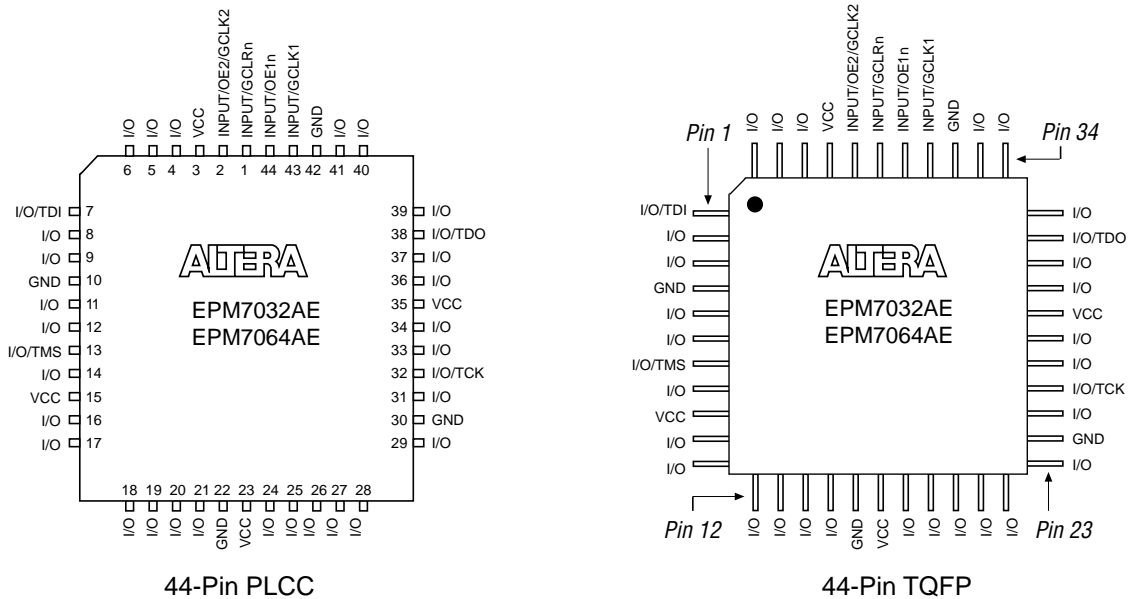 I/O I/O I/O VCC INPUT/OE2/GCLK2 INPUT/GCLRn INPUT/OE1n INPUT/GCLK1 GND I/O I/O
6 5 4 3 2 1 44 43 42 41 40
I/O/TDI 7 39 I/O
I/O 8 38 I/O/TDO
I/O 9 37 I/O
GND 10 36 I/O
I/O 11 35 VCC
I/O 12 34 I/O
I/O/TMS 13 33 I/O
I/O 14 32 I/O/TCK
VCC 15 31 I/O
I/O 16 30 GND
I/O 17 29 I/O
ALTERA
EPM7032AE
EPM7064AE
18 19 20 21 22 23 24 25 26 27 28
I/O I/O I/O I/O GND VCC I/O I/O I/O I/O I/O
44-Pin PLCC
I/O I/O I/O VCC INPUT/OE2/GCLK2 INPUT/GCLRn INPUT/OE1n INPUT/GCLK1 GND I/O I/O
Pin 1 Pin 34
I/O/TDI I/O
I/O I/O/TDO
I/O I/O
GND I/O
I/O VCC
I/O I/O
I/O/TMS I/O
I/O I/O/TCK
VCC I/O
I/O GND
I/O I/O
ALTERA
EPM7032AE
EPM7064AE
Pin 12 Pin 23
I/O I/O I/O I/O GND VCC I/O I/O I/O I/O I/O
44-Pin TQFP